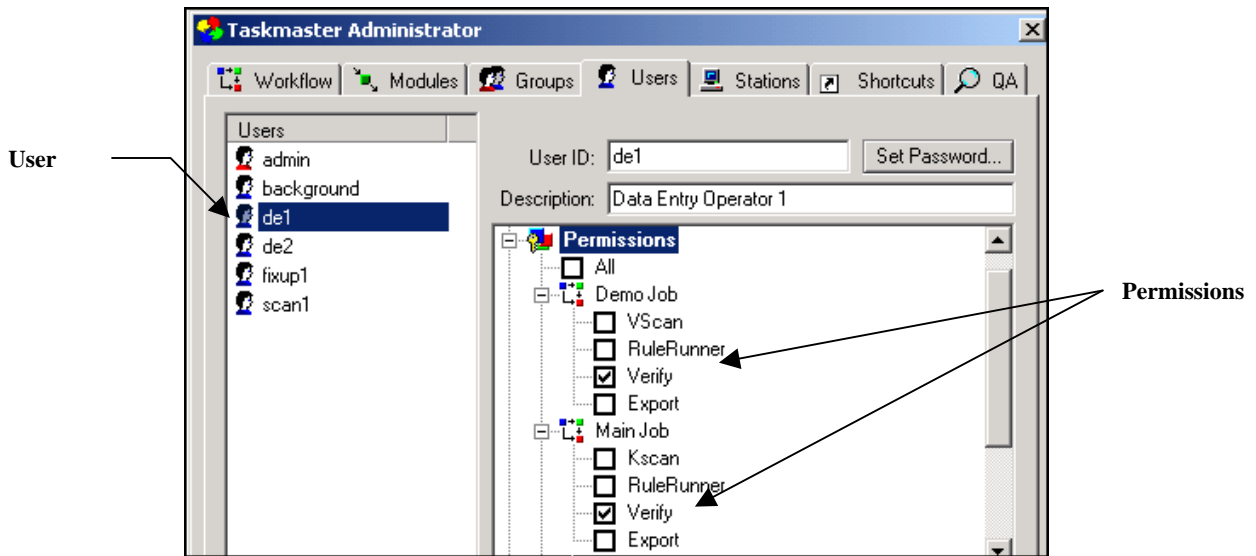 Taskmaster Administrator
Workflow Modules Groups Users Stations Shortcuts QA
User
Users
admin
background
de1
de2
fixup1
scan1
User ID: de1 Set Password...
Description: Data Entry Operator 1
Permissions
All
Demo Job
VScan
RuleRunner
Verify
Export
Main Job
Kscan
RuleRunner
Verify
Export
Permissions